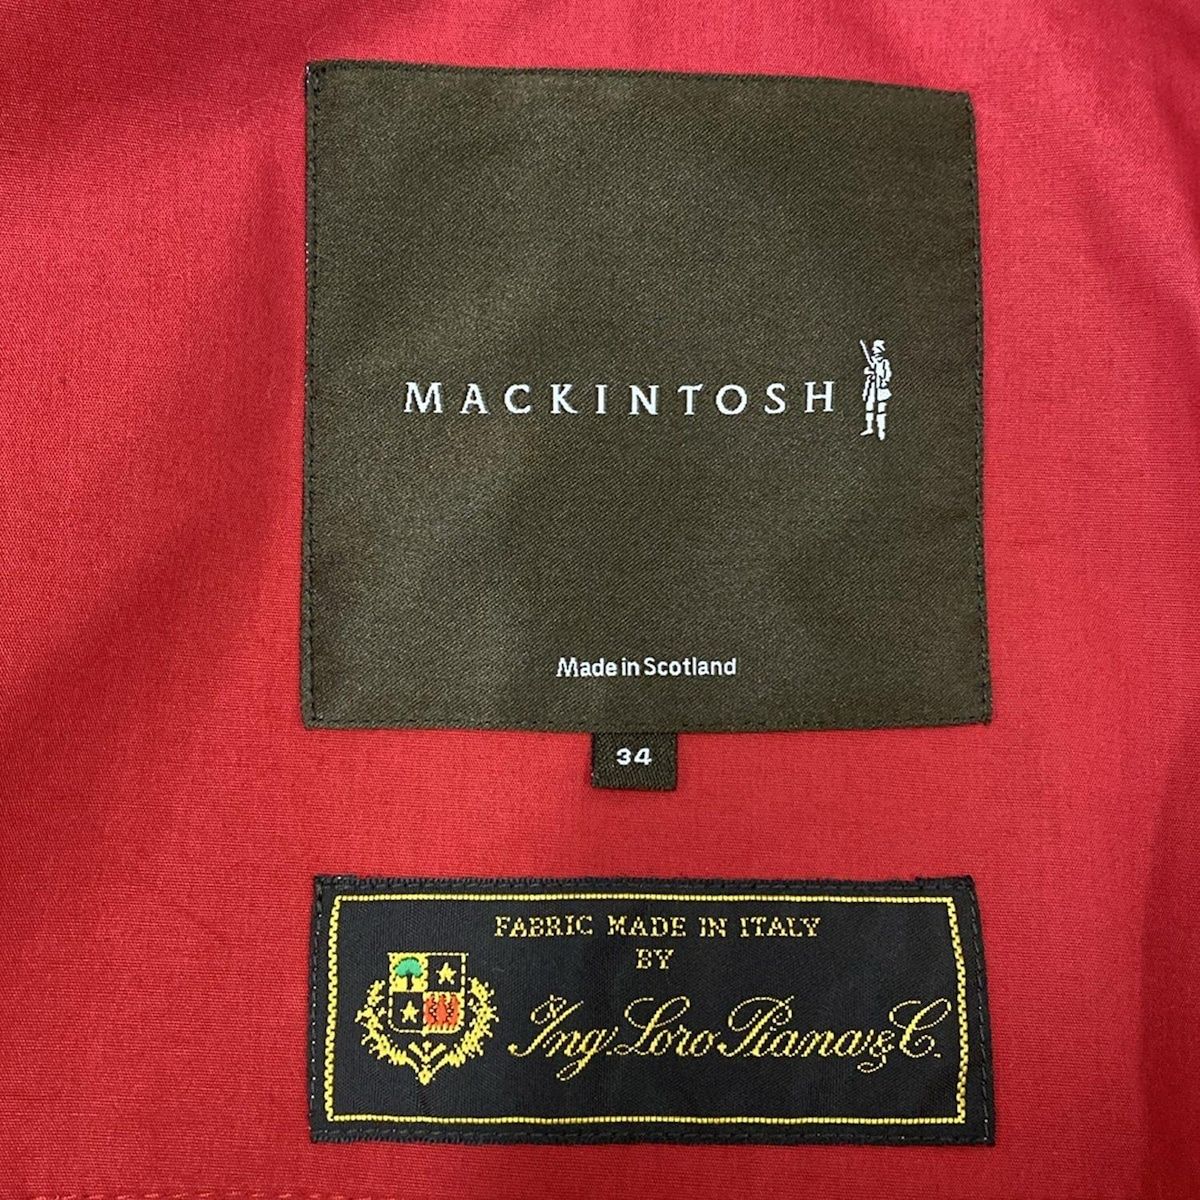 MACKINTOSH
Made in Scotland
34
FABRIC MADE IN ITALY
BY
Ing. Loro Piana & C.